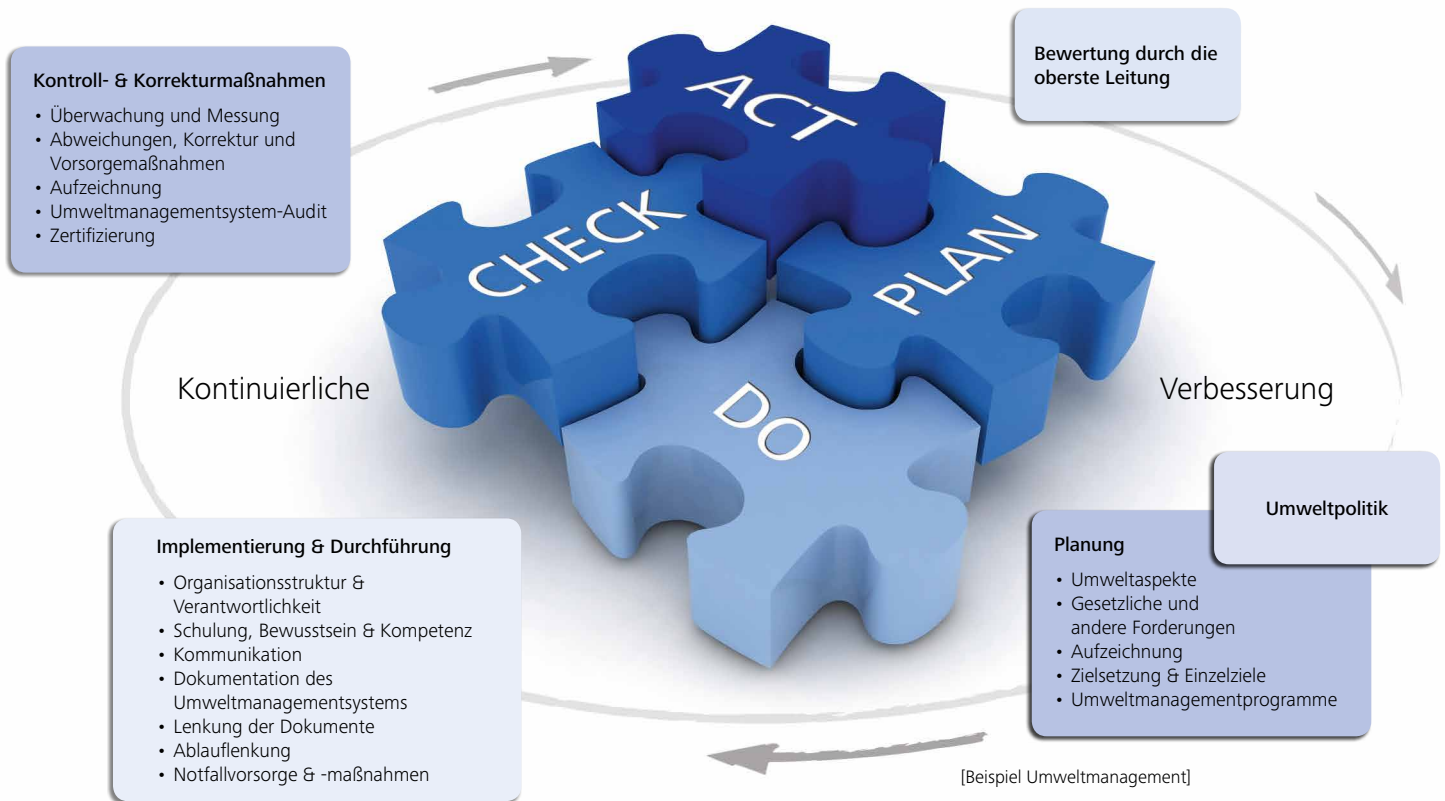 Kontroll- & Korrekturmaßnahmen
• Überwachung und Messung
• Abweichungen, Korrektur und
Vorsorgemaßnahmen
• Aufzeichnung
• Umweltmanagementsystem-Audit
• Zertifizierung
ACT
Bewertung durch die
oberste Leitung
CHECK
PLAN
Kontinuierliche
Verbesserung
DO
Umweltpolitik
Planung
• Umweltaspekte
• Gesetzliche und
andere Forderungen
• Aufzeichnung
• Zielsetzung & Einzelziele
• Umweltmanagementprogramme
Implementierung & Durchführung
• Organisationsstruktur &
Verantwortlichkeit
• Schulung, Bewusstsein & Kompetenz
• Kommunikation
• Dokumentation des
Umweltmanagementsystems
• Lenkung der Dokumente
• Ablauflenkung
• Notfallvorsorge & -maßnahmen
[Beispiel Umweltmanagement]